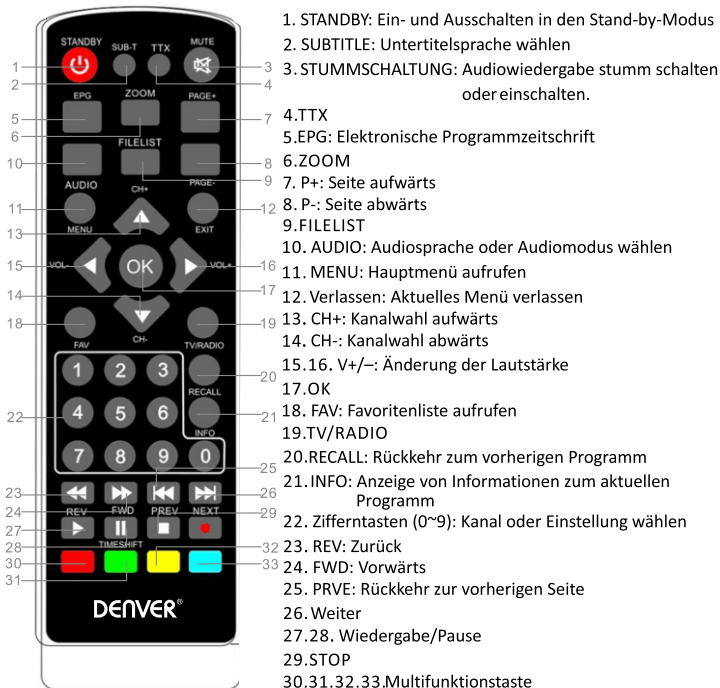 STANDBY
SUB-T
TTX
MUTE
1
2
3
4
EPG
ZOOM
PAGE+
5
6
7
FILELIST
10
8
9
AUDIO
CH+
PAGE-
11
12
MENU
EXIT
13
VOL-
OK
VOL+
15
16
14
17
18
19
FAV
CH-
TV/RADIO
1 2 3
20
RECALL
4 5 6
22
21
INFO
7 8 9 0
25
23
26
24
REV
FWD
PREV
NEXT
29
27
28
TIMESHIFT
32
30
33
31
DENVER®
1. STANDBY: Ein- und Ausschalten in den Stand-by-Modus
2. SUBTITLE: Untertitelsprache wählen
3. STUMMSCHALTUNG: Audiowiedergabe stumm schalten
oder einschalten.
4.TTX
5.EPG: Elektronische Programmzeitschrift
6.ZOOM
7. P+: Seite aufwärts
8. P-: Seite abwärts
9.FILELIST
10. AUDIO: Audiosprache oder Audiomodus wählen
11. MENU: Hauptmenü aufrufen
12. Verlassen: Aktuelles Menü verlassen
13. CH+: Kanalwahl aufwärts
14. CH-: Kanalwahl abwärts
15.16. V+/–: Änderung der Lautstärke
17.OK
18. FAV: Favoritenliste aufrufen
19.TV/RADIO
20.RECALL: Rückkehr zum vorherigen Programm
21.INFO: Anzeige von Informationen zum aktuellen
Programm
22. Zifferntasten (0~9): Kanal oder Einstellung wählen
23. REV: Zurück
24. FWD: Vorwärts
25. PRVE: Rückkehr zur vorherigen Seite
26.Weiter
27.28. Wiedergabe/Pause
29.STOP
30.31.32.33.Multifunktionstaste